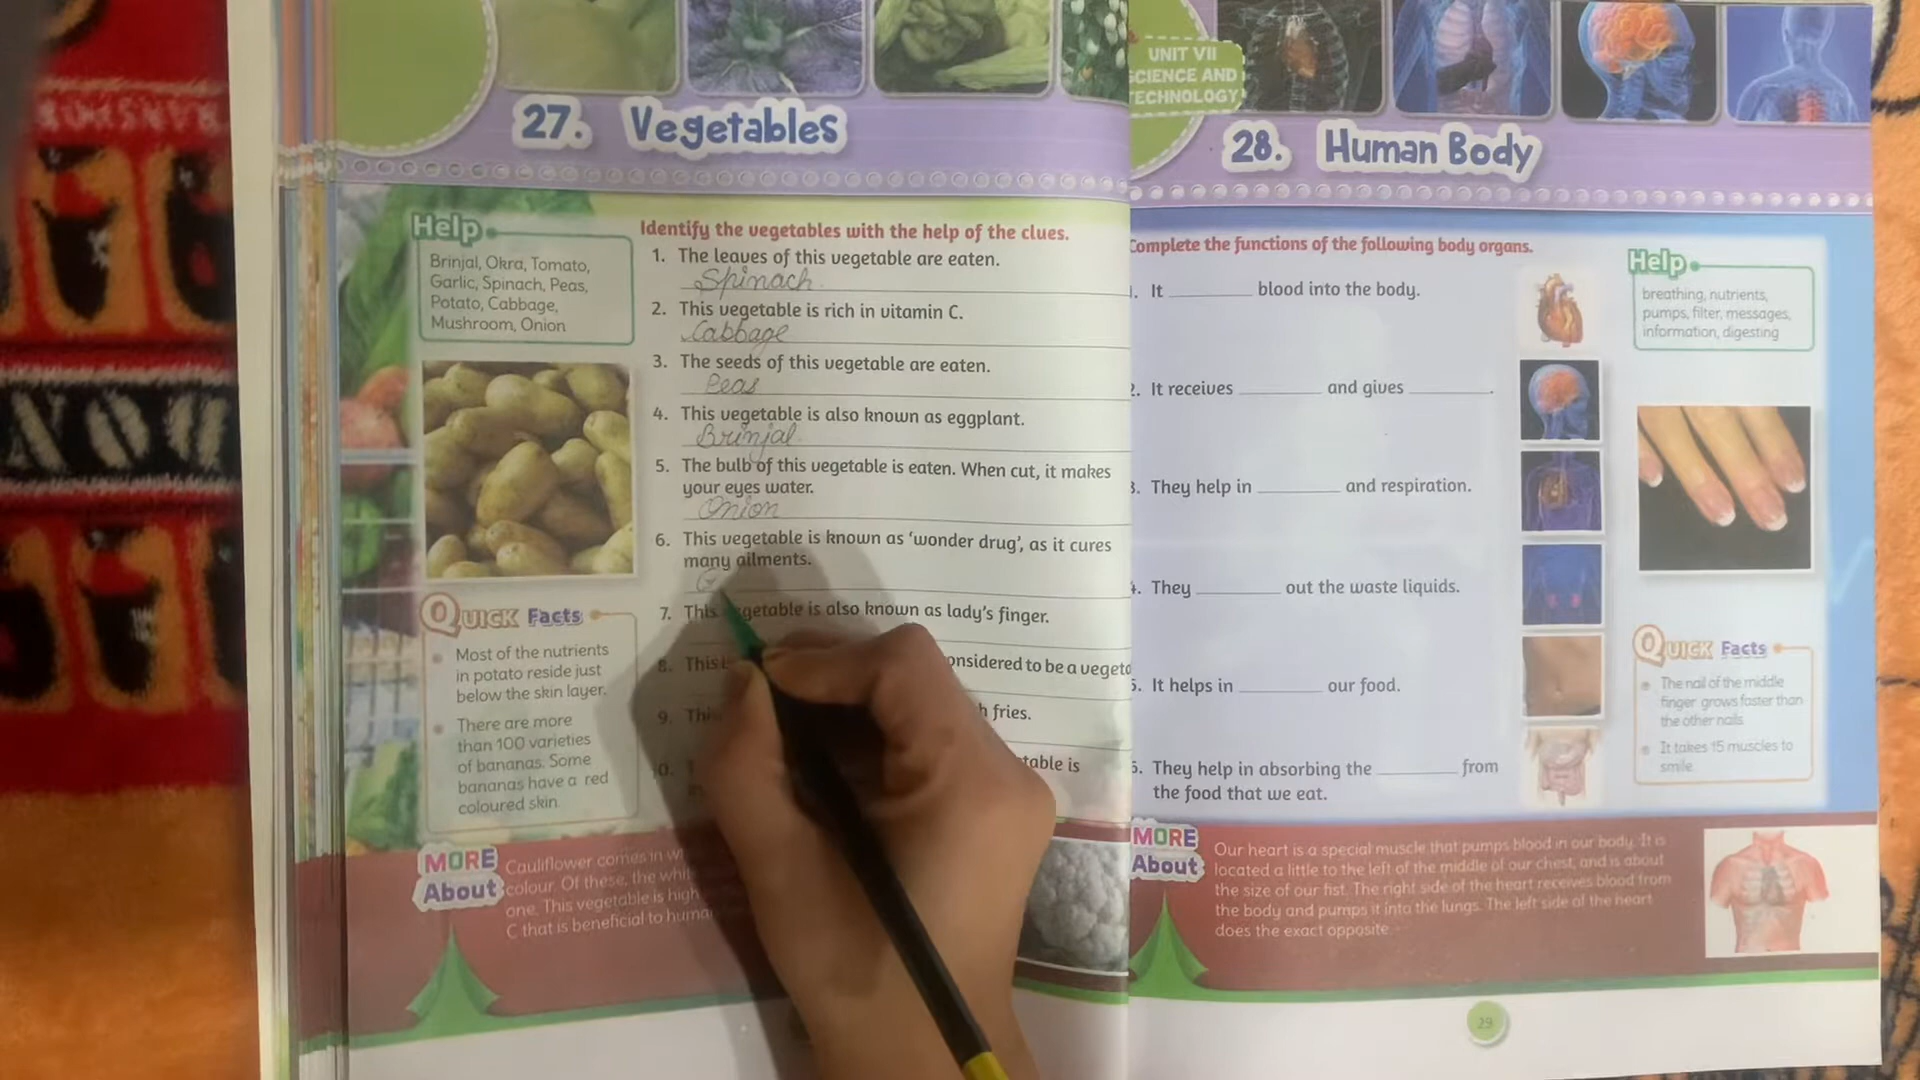 27. Vegetables
Help
Brinjal, Okra, Tomato,
Garlic, Spinach, Peas,
Potato, Cabbage,
Mushroom, Onion
Identify the vegetables with the help of the clues.
1. The leaves of this vegetable are eaten.
Spinach
2. This vegetable is rich in vitamin C.
Cabbage
3. The seeds of this vegetable are eaten.
Peas
4. This vegetable is also known as eggplant.
Brinjal
5. The bulb of this vegetable is eaten. When cut, it makes
your eyes water.
Onion
6. This vegetable is known as ‘wonder drug’, as it cures
many ailments.
G
7. This vegetable is also known as lady’s finger.
8. This
onsidered to be a vegeta
9. This
h fries.
table is
QUICK Facts
Most of the nutrients
in potato reside just
below the skin layer.
There are more
than 100 varieties
of bananas. Some
bananas have a red
coloured skin.
MORE
About
Cauliflower comes in
colour. Of these, the
one. This vegetable is high
C that is beneficial to
UNIT VII
SCIENCE AND
TECHNOLOGY
28. Human Body
Complete the functions of the following body organs.
1. It ________ blood into the body.
2. It receives ________ and gives ________.
3. They help in ________ and respiration.
4. They ________ out the waste liquids.
5. It helps in ________ our food.
6. They help in absorbing the ________ from
the food that we eat.
Help
breathing, nutrients,
pumps, filter, messages,
information, digesting
QUICK Facts
The nail of the middle
finger grows faster than
the other nails.
It takes 15 muscles to
smile.
MORE
About
Our heart is a special muscle that pumps blood in our body. It is
located a little to the left of the middle of our chest, and is about
the size of our fist. The right side of the heart receives blood from
the body and pumps it into the lungs. The left side of the heart
does the exact opposite.
29